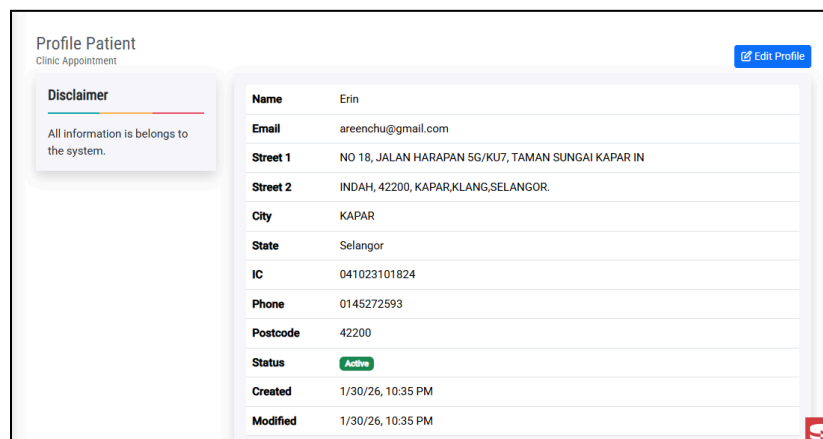 Profile Patient
Clinic Appointment
Edit Profile
Disclaimer
All information is belongs to
the system.
Name Erin
Email areenchu@gmail.com
Street 1 NO 18, JALAN HARAPAN 5G/KU7, TAMAN SUNGAI KAPAR IN
Street 2 INDAH, 42200, KAPAR,KLANG,SELANGOR.
City KAPAR
State Selangor
IC 041023101824
Phone 0145272593
Postcode 42200
Status Active
Created 1/30/26, 10:35 PM
Modified 1/30/26, 10:35 PM